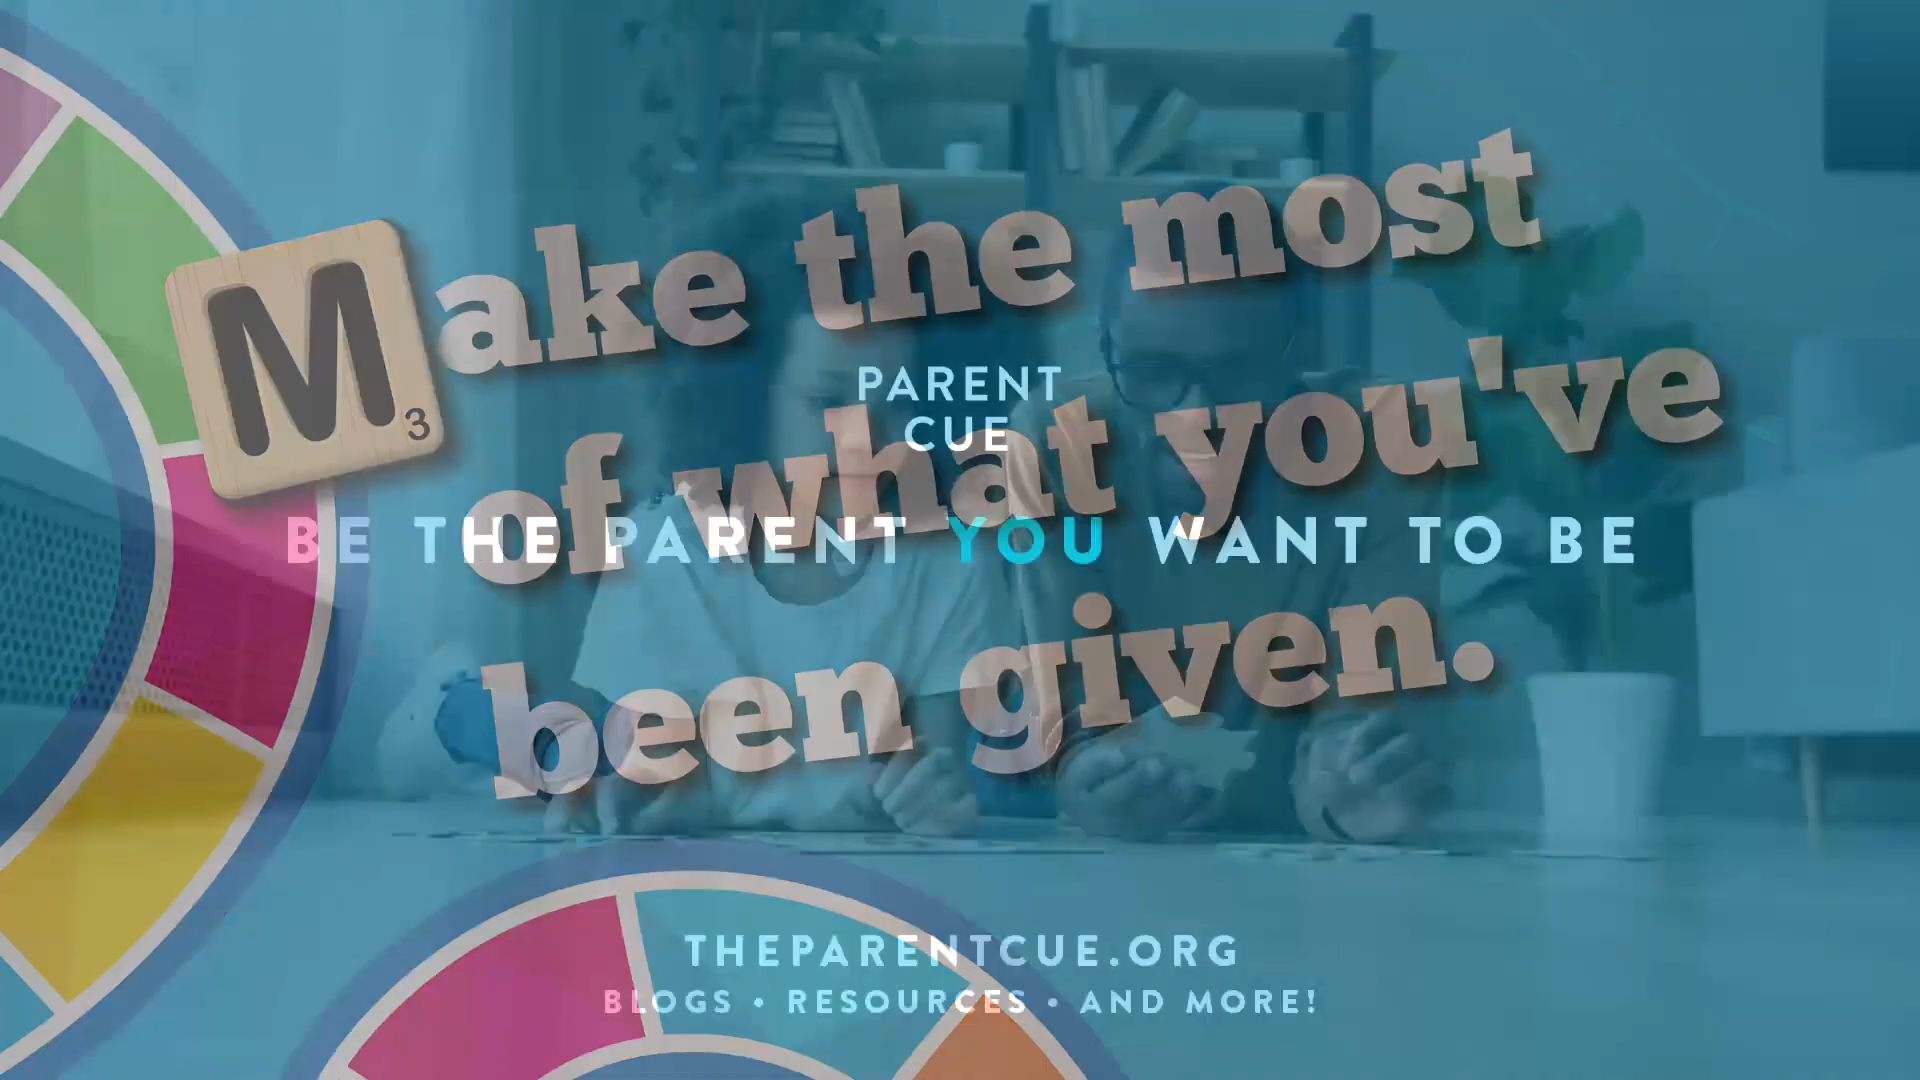 Make the most
3
of what you've
been given.
PARENT
CUE
BE THE PARENT YOU WANT TO BE
THEPARENTCUE.ORG
BLOGS • RESOURCES • AND MORE!